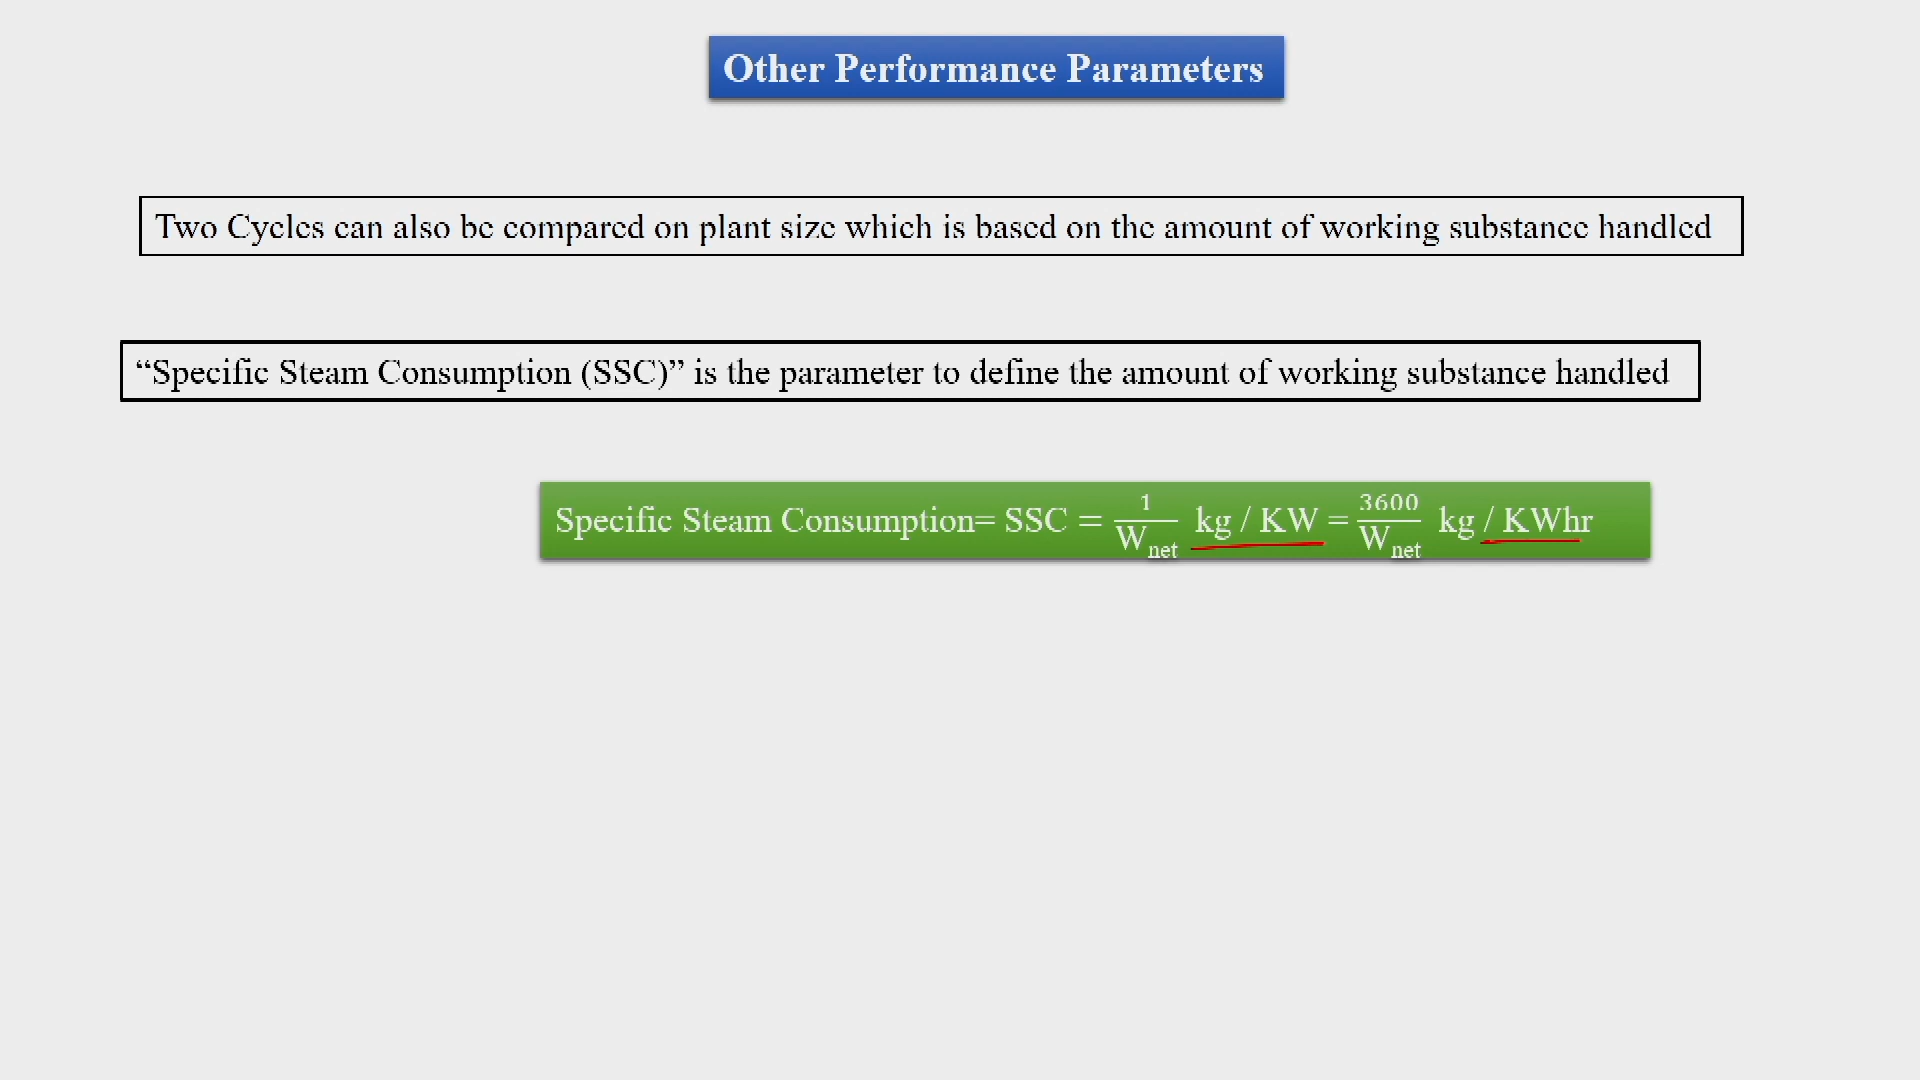 Other Performance Parameters
Two Cycles can also be compared on plant size which is based on the amount of working substance handled
“Specific Steam Consumption (SSC)” is the parameter to define the amount of working substance handled
Specific Steam Consumption= SSC = 1/W_net kg / KW = 3600/W_net kg / KWhr